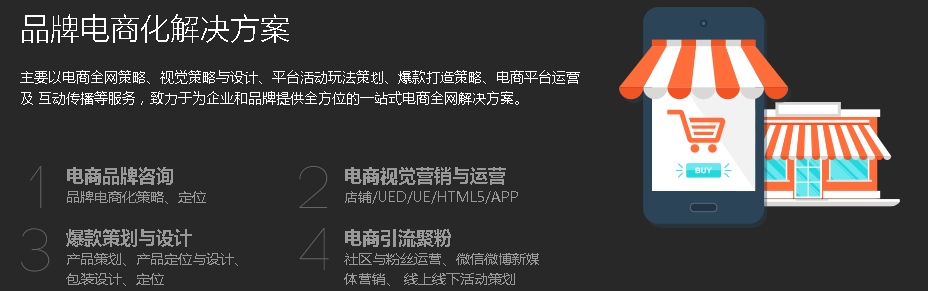 品牌电商化解决方案
主要以电商全网策略、视觉策略与设计、平台活动玩法策划、爆款打造策略、电商平台运营
及 互动传播等服务，致力于为企业和品牌提供全方位的一站式电商全网解决方案。
1 电商品牌咨询
品牌电商化策略、定位
2 电商视觉营销与运营
店铺/UED/UE/HTML5/APP
3 爆款策划与设计
产品策划、产品定位与设计、
包装设计、定位
4 电商引流聚粉
社区与粉丝运营、微信微博新媒
体营销、 线上线下活动策划
BUY